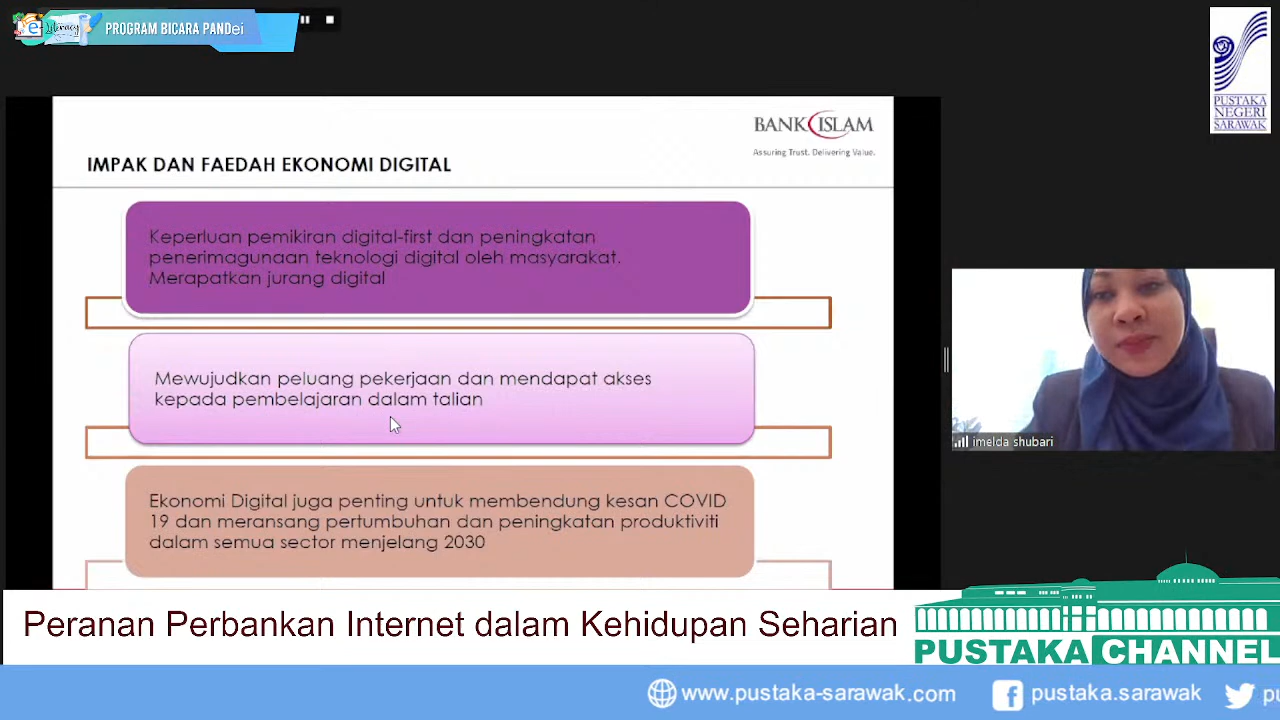 e-Literacy
PROGRAM BICARA PANDei
PUSTAKA
NEGERI
SARAWAK
BANK ISLAM
Assuring Trust. Delivering Value.
IMPAK DAN FAEDAH EKONOMI DIGITAL
Keperluan pemikiran digital-first dan peningkatan
penerimagunaan teknologi digital oleh masyarakat.
Merapatkan jurang digital
Mewujudkan peluang pekerjaan dan mendapat akses
kepada pembelajaran dalam talian
Ekonomi Digital juga penting untuk membendung kesan COVID
19 dan meransang pertumbuhan dan peningkatan produktiviti
dalam semua sector menjelang 2030
imelda shubari
Peranan Perbankan Internet dalam Kehidupan Seharian
PUSTAKA CHANNEL
www.pustaka-sarawak.com
pustaka.sarawak
pu